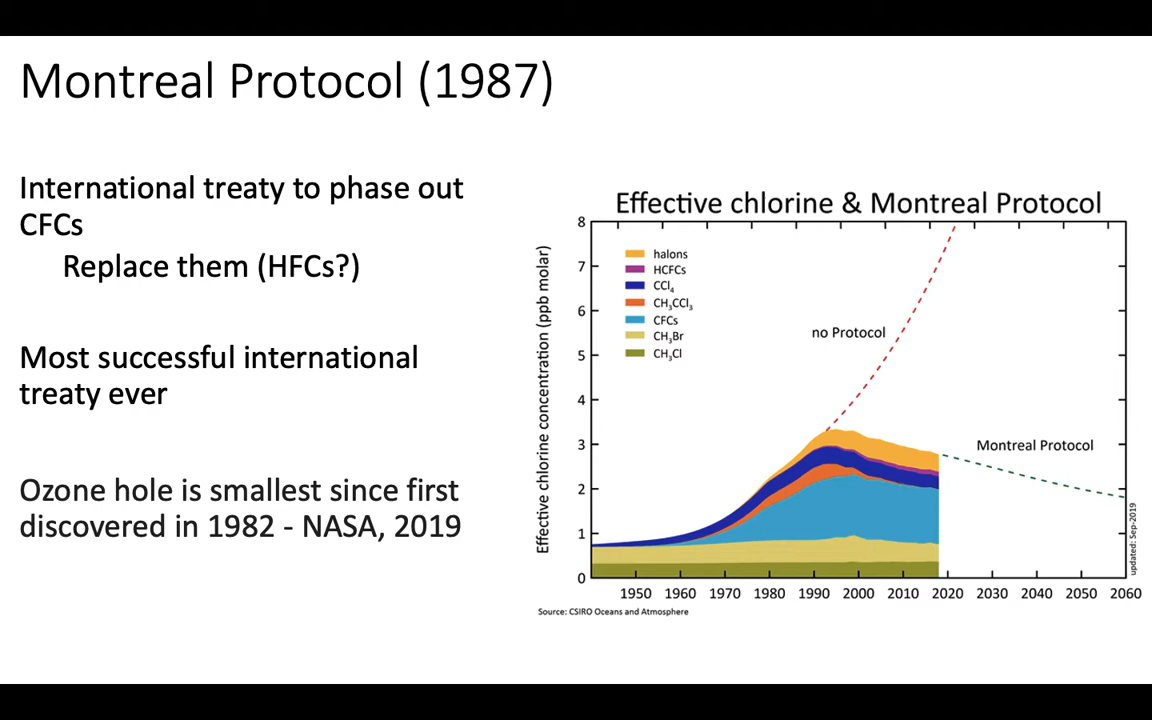 Montreal Protocol (1987)
International treaty to phase out
CFCs
Replace them (HFCs?)
Most successful international
treaty ever
Ozone hole is smallest since first
discovered in 1982 - NASA, 2019
Effective chlorine & Montreal Protocol
Effective chlorine concentration (ppb molar)
8
7
6
5
4
3
2
1
0
halons
HCFCs
CCl₄
CH₃CCl₃
CFCs
CH₃Br
CH₃Cl
no Protocol
Montreal Protocol
1950 1960 1970 1980 1990 2000 2010 2020 2030 2040 2050 2060
updated: Sep-2019
Source: CSIRO Oceans and Atmosphere